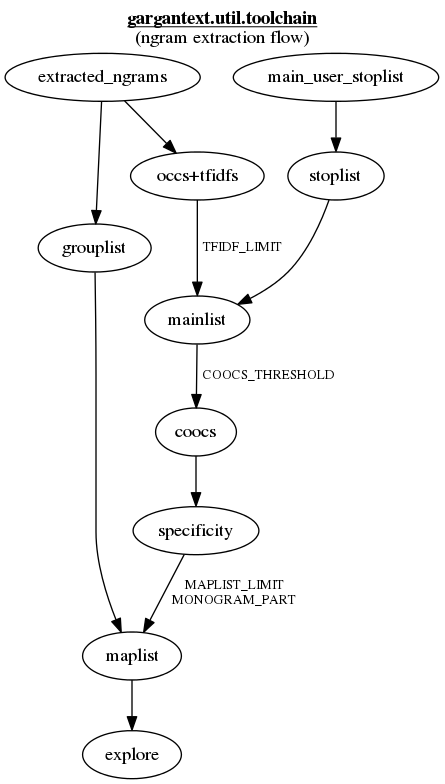 gargantext.util.toolchain
(ngram extraction flow)
extracted_ngrams
main_user_stoplist
occs+tfidfs
stoplist
grouplist
TFIDF_LIMIT
mainlist
COOCS_THRESHOLD
coocs
specificity
MAPLIST_LIMIT
MONOGRAM_PART
maplist
explore